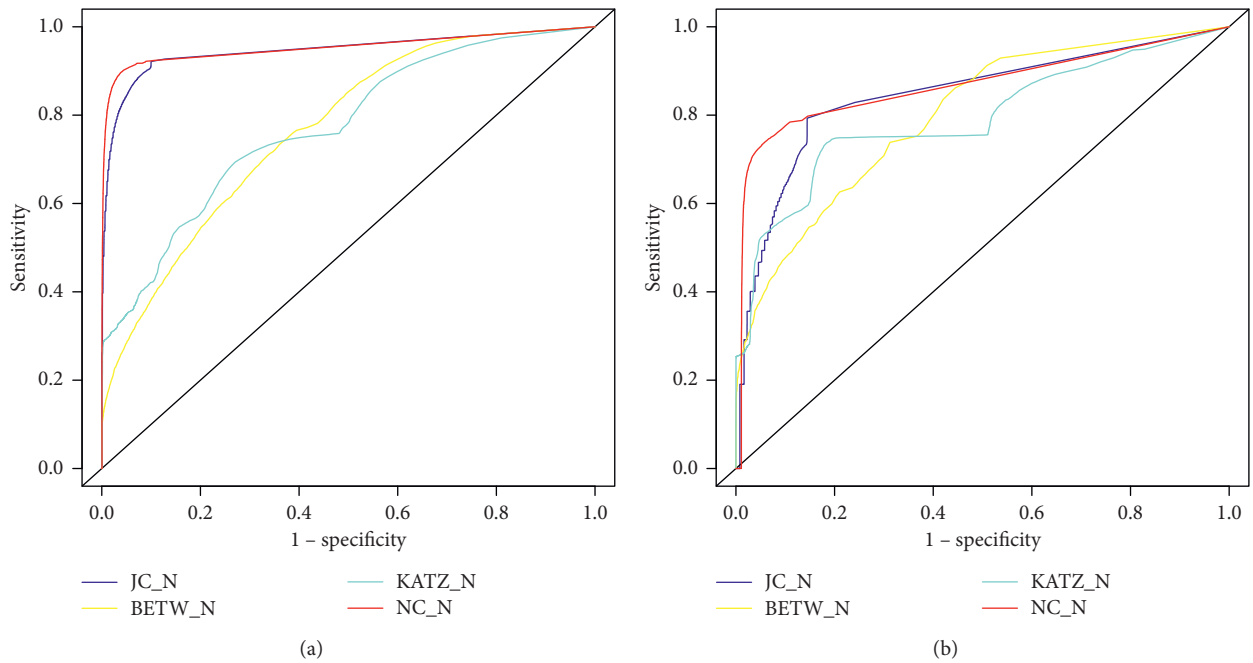 1.0
0.8
0.6
0.4
0.2
0.0
Sensitivity
0.0 0.2 0.4 0.6 0.8 1.0
1 – specificity
JC_N KATZ_N
BETW_N NC_N
(a)
1.0
0.8
0.6
0.4
0.2
0.0
Sensitivity
0.0 0.2 0.4 0.6 0.8 1.0
1 – specificity
JC_N KATZ_N
BETW_N NC_N
(b)